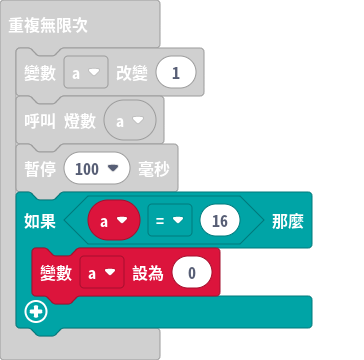 重複無限次
變數 a 改變 1
呼叫 燈數 a
暫停 100 毫秒
如果 a = 16 那麼
變數 a 設為 0